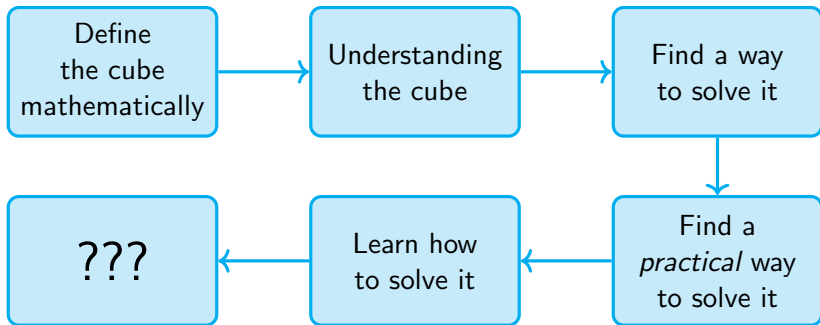 Define
the cube
mathematically
Understanding
the cube
Find a way
to solve it
Find a
practical way
to solve it
Learn how
to solve it
???